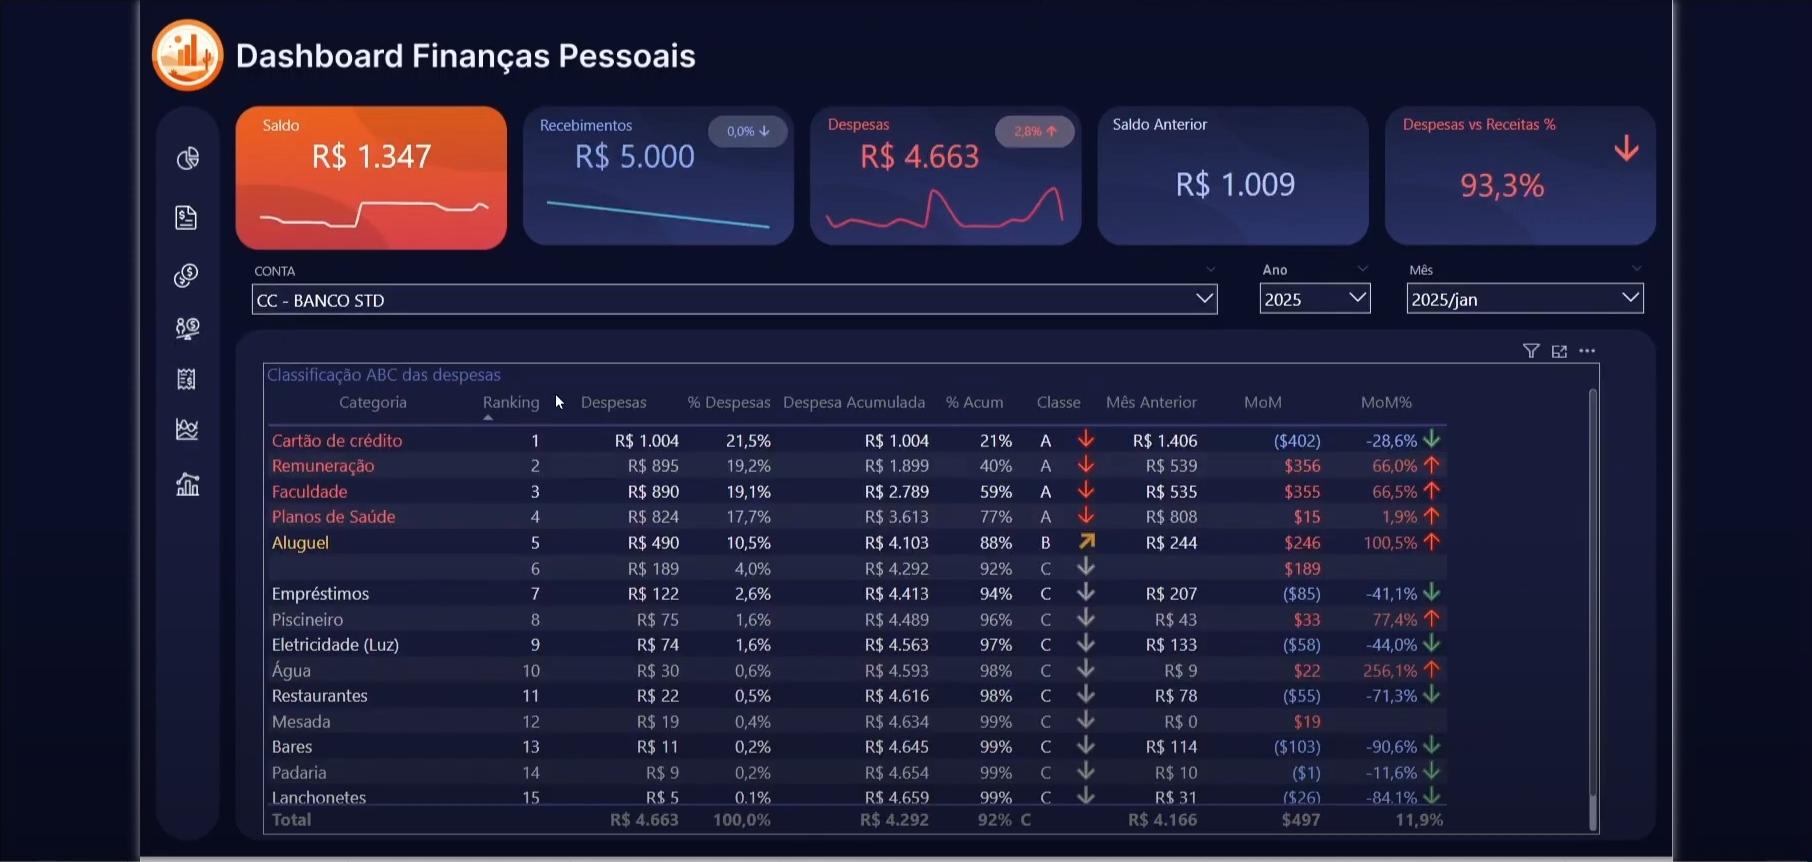 Dashboard Finanças Pessoais
Saldo
R$ 1.347
Recebimentos
0,0%
R$ 5.000
Despesas
2,8%
R$ 4.663
Saldo Anterior
R$ 1.009
Despesas vs Receitas %
93,3%
CONTA
CC - BANCO STD
Ano
2025
Mês
2025/jan
Classificação ABC das despesas
Categoria Ranking Despesas % Despesas Despesa Acumulada % Acum Classe Mês Anterior MoM MoM%
Cartão de crédito 1 R$ 1.004 21,5% R$ 1.004 21% A R$ 1.406 ($402) -28,6%
Remuneração 2 R$ 895 19,2% R$ 1.899 40% A R$ 539 $356 66,0%
Faculdade 3 R$ 890 19,1% R$ 2.789 59% A R$ 535 $355 66,5%
Planos de Saúde 4 R$ 824 17,7% R$ 3.613 77% A R$ 808 $15 1,9%
Aluguel 5 R$ 490 10,5% R$ 4.103 88% B R$ 244 $246 100,5%
6 R$ 189 4,0% R$ 4.292 92% C $189
Empréstimos 7 R$ 122 2,6% R$ 4.413 94% C R$ 207 ($85) -41,1%
Piscineiro 8 R$ 75 1,6% R$ 4.489 96% C R$ 43 $33 77,4%
Eletricidade (Luz) 9 R$ 74 1,6% R$ 4.563 97% C R$ 133 ($58) -44,0%
Água 10 R$ 30 0,6% R$ 4.593 98% C R$ 9 $22 256,1%
Restaurantes 11 R$ 22 0,5% R$ 4.616 98% C R$ 78 ($55) -71,3%
Mesada 12 R$ 19 0,4% R$ 4.634 99% C R$ 0 $19
Bares 13 R$ 11 0,2% R$ 4.645 99% C R$ 114 ($103) -90,6%
Padaria 14 R$ 9 0,2% R$ 4.654 99% C R$ 10 ($1) -11,6%
Lanchonetes 15 R$ 5 0,1% R$ 4.659 99% C R$ 31 ($26) -84,1%
Total R$ 4.663 100,0% R$ 4.292 92% C R$ 4.166 $497 11,9%